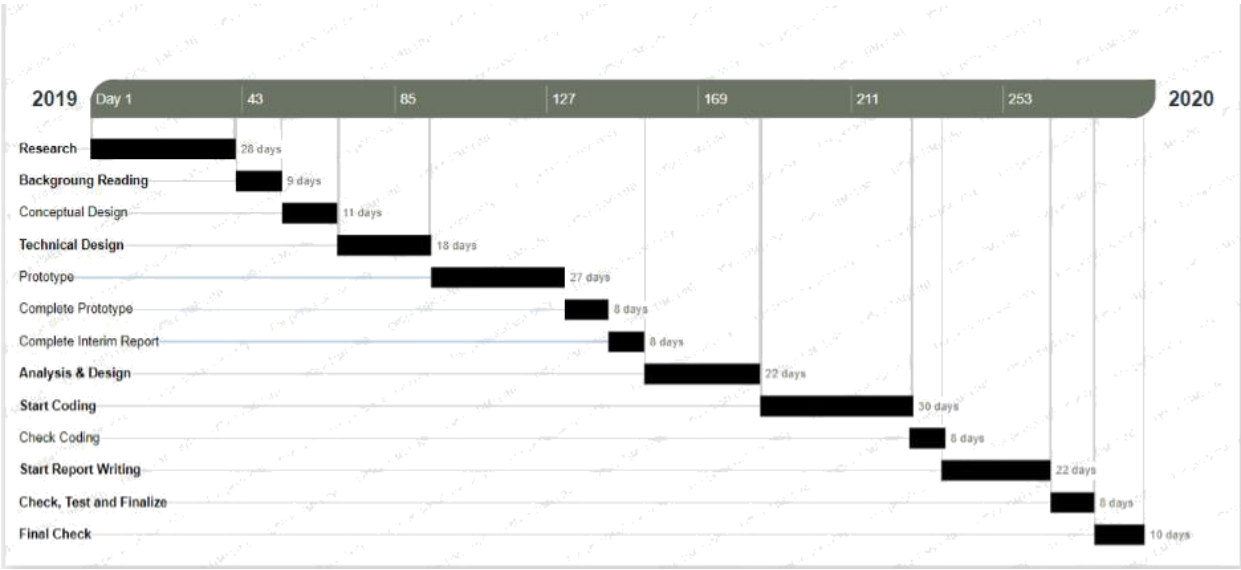 2019 Day 1 43 85 127 169 211 253 2020
Research 28 days
Backgroung Reading 9 days
Conceptual Design 11 days
Technical Design 18 days
Prototype 27 days
Complete Prototype 8 days
Complete Interim Report 8 days
Analysis & Design 22 days
Start Coding 30 days
Check Coding 8 days
Start Report Writing 22 days
Check, Test and Finalize 8 days
Final Check 10 days